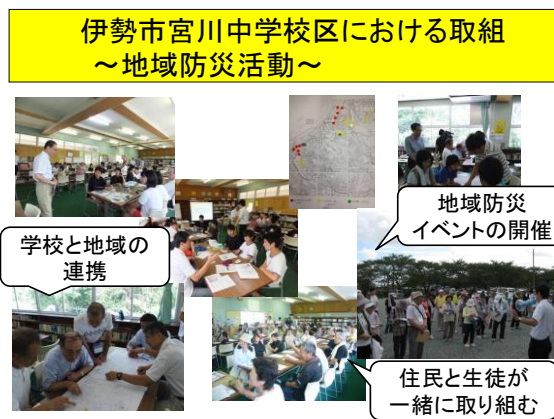 伊勢市宮川中学校区における取組
～地域防災活動～
地域防災
イベントの開催
学校と地域の
連携
住民と生徒が
一緒に取り組む